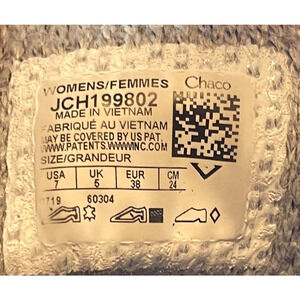 WOMENS/FEMMES
Chaco
JCH199802
MADE IN VIETNAM
FABRIQUÉ AU VIETNAM
MAY BE COVERED BY US PAT.
WWW.PATENTS.WWWINC.COM
SIZE/GRANDEUR
USA UK EUR CM
7 5 38 24
0719 60304